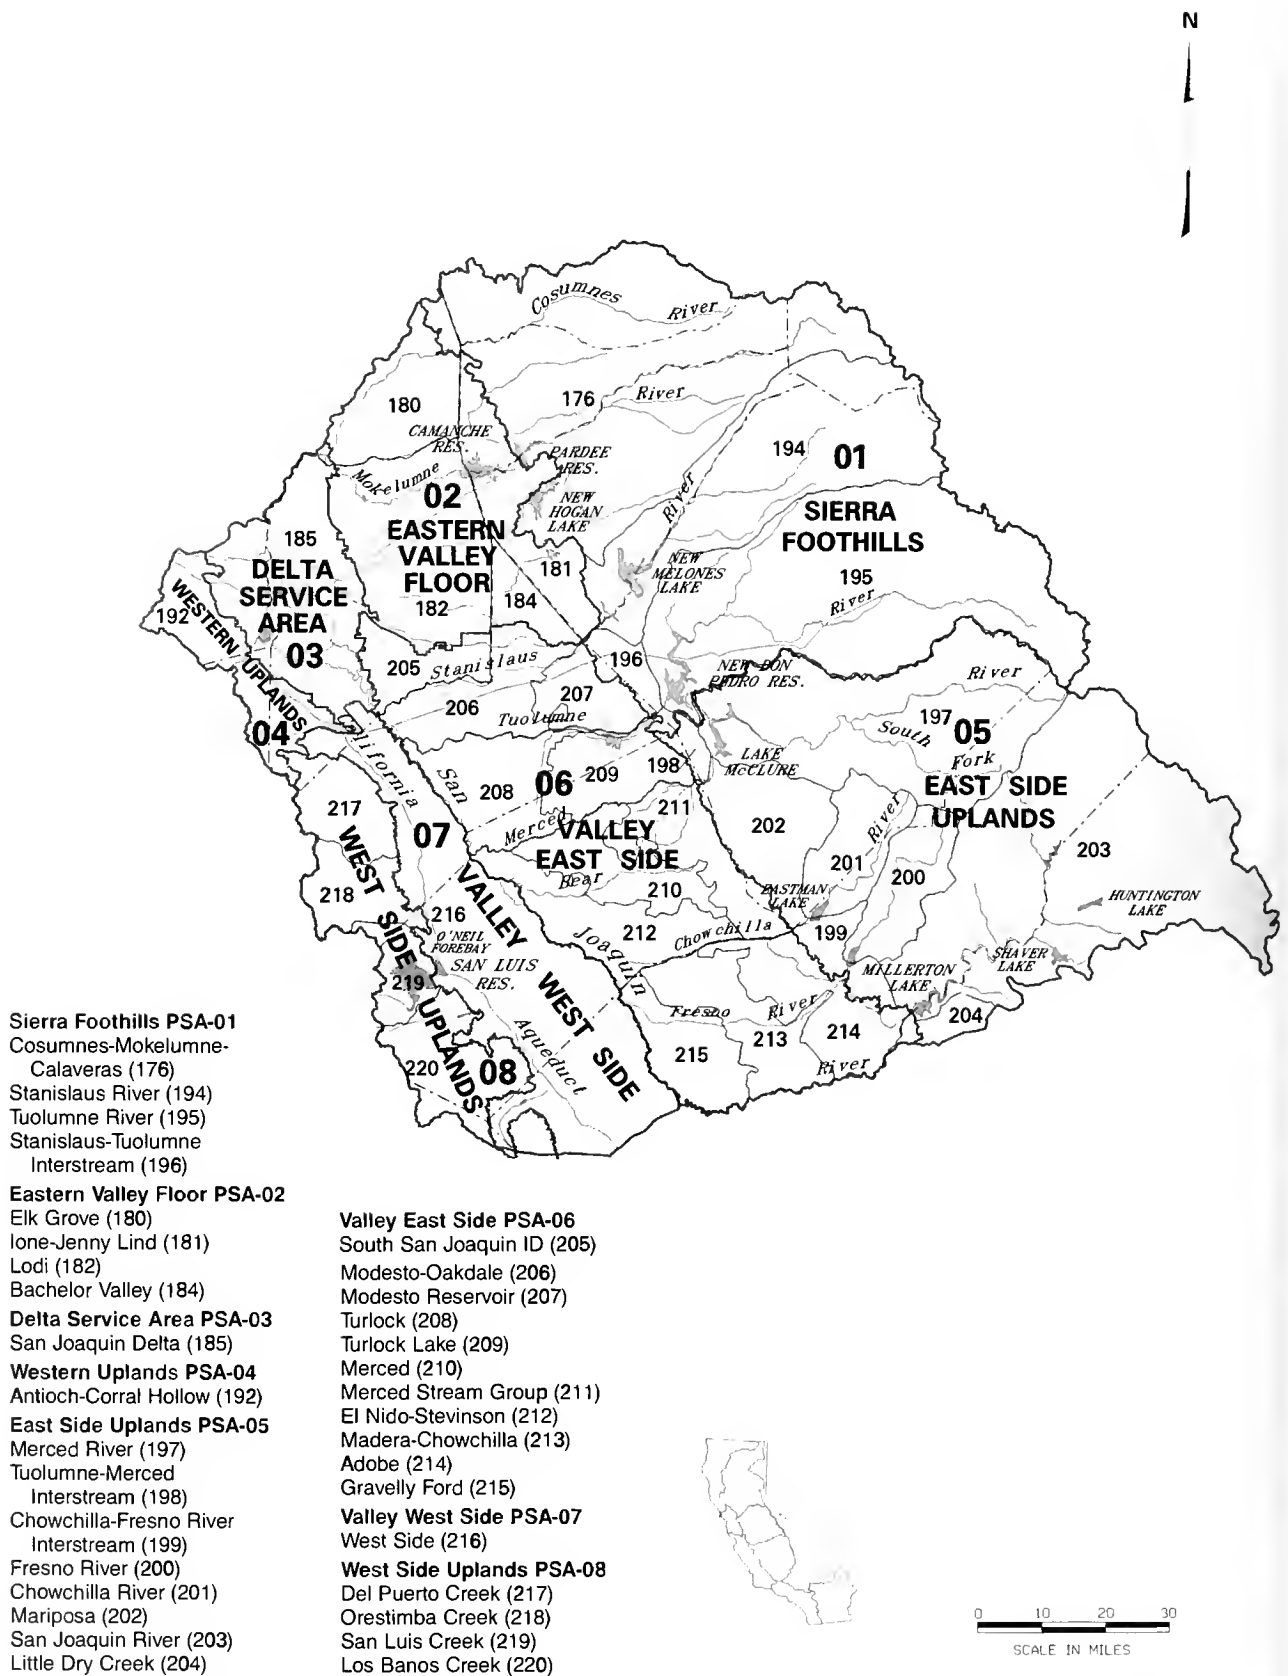 N
Cosumnes River
180
176
River
CAMANCHE
RES.
PARDEE
RES.
194
01
Mokelumne
02
EASTERN
VALLEY
FLOOR
NEW
HOGAN
LAKE
River
SIERRA
FOOTHILLS
185
DELTA
SERVICE
AREA
03
181
NEW
MELONES
LAKE
195
River
192
WESTERN UPLANDS
04
182
184
205
Stanislaus
196
NEW DON
PEDRO RES.
River
206
207
Tuolumne
197
South
Fork
05
EAST SIDE
UPLANDS
California
San
208
06
209
198
LAKE
McCLURE
217
07
Merced
VALLEY
EAST SIDE
211
202
River
201
200
203
WEST SIDE
UPLANDS
VALLEY WEST SIDE
Bear
210
EASTMAN
LAKE
HUNTINGTON
LAKE
218
216
O'NEIL
FOREBAY
SAN LUIS
RES.
Joaquin
212
Chowchilla
199
MILLERTON
LAKE
SHAVER
LAKE
219
Aqueduct
Fresno River
213
214
204
220
08
215
River
Sierra Foothills PSA-01
Cosumnes-Mokelumne-
Calaveras (176)
Stanislaus River (194)
Tuolumne River (195)
Stanislaus-Tuolumne
Interstream (196)
Eastern Valley Floor PSA-02
Elk Grove (180)
Ione-Jenny Lind (181)
Lodi (182)
Bachelor Valley (184)
Delta Service Area PSA-03
San Joaquin Delta (185)
Western Uplands PSA-04
Antioch-Corral Hollow (192)
East Side Uplands PSA-05
Merced River (197)
Tuolumne-Merced
Interstream (198)
Chowchilla-Fresno River
Interstream (199)
Fresno River (200)
Chowchilla River (201)
Mariposa (202)
San Joaquin River (203)
Little Dry Creek (204)
Valley East Side PSA-06
South San Joaquin ID (205)
Modesto-Oakdale (206)
Modesto Reservoir (207)
Turlock (208)
Turlock Lake (209)
Merced (210)
Merced Stream Group (211)
El Nido-Stevinson (212)
Madera-Chowchilla (213)
Adobe (214)
Gravelly Ford (215)
Valley West Side PSA-07
West Side (216)
West Side Uplands PSA-08
Del Puerto Creek (217)
Orestimba Creek (218)
San Luis Creek (219)
Los Banos Creek (220)
0 10 20 30
SCALE IN MILES